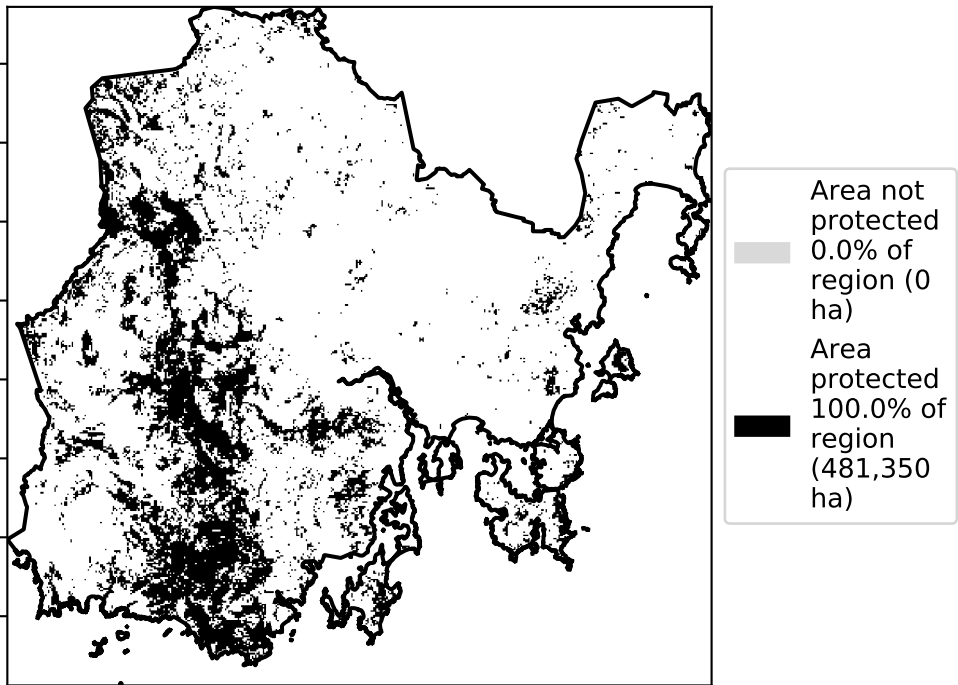 Area not
protected
0.0% of
region (0
ha)
Area
protected
100.0% of
region
(481,350
ha)